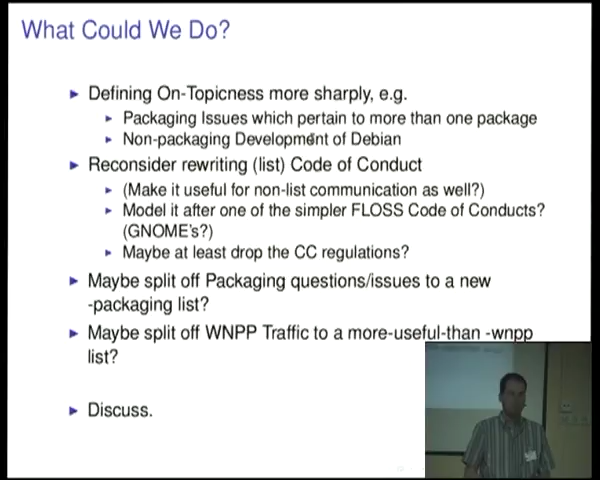 What Could We Do?
Defining On-Topicness more sharply, e.g.
Packaging Issues which pertain to more than one package
Non-packaging Development of Debian
Reconsider rewriting (list) Code of Conduct
(Make it useful for non-list communication as well?)
Model it after one of the simpler FLOSS Code of Conducts?
(GNOME's?)
Maybe at least drop the CC regulations?
Maybe split off Packaging questions/issues to a new
-packaging list?
Maybe split off WNPP Traffic to a more-useful-than -wnpp
list?
Discuss.